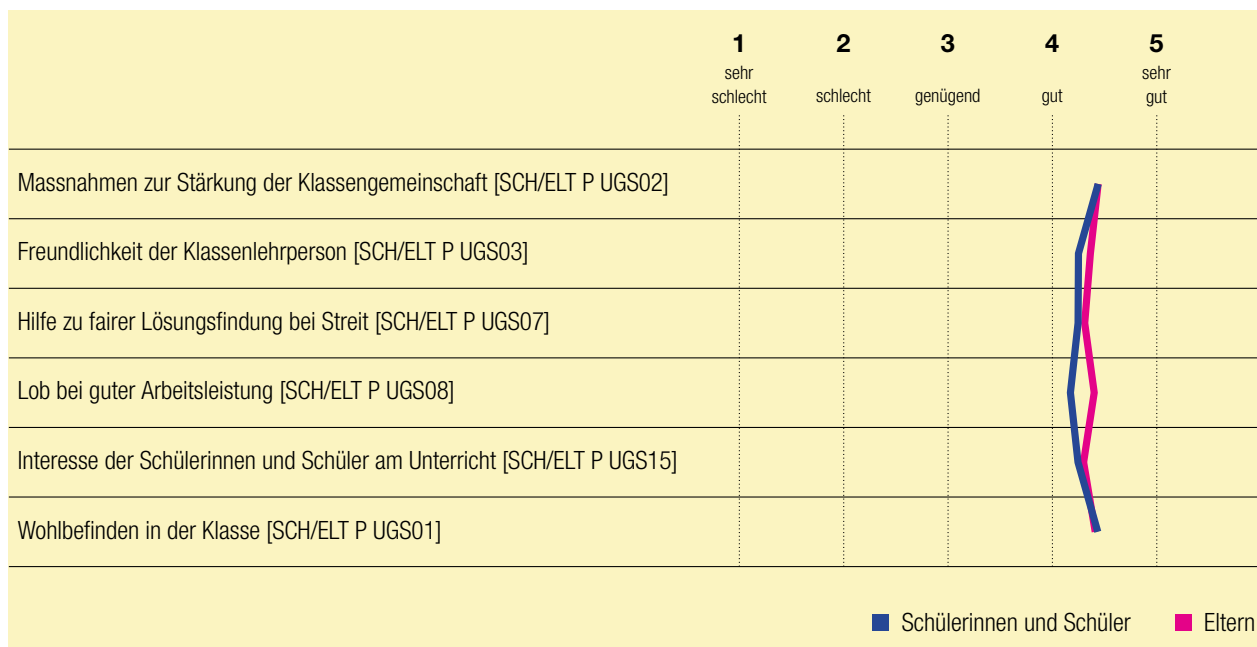 1 2 3 4 5
sehr sehr
schlecht schlecht genügend gut gut
Massnahmen zur Stärkung der Klassengemeinschaft [SCH/ELT P UGS02]
Freundlichkeit der Klassenlehrperson [SCH/ELT P UGS03]
Hilfe zu fairer Lösungsfindung bei Streit [SCH/ELT P UGS07]
Lob bei guter Arbeitsleistung [SCH/ELT P UGS08]
Interesse der Schülerinnen und Schüler am Unterricht [SCH/ELT P UGS15]
Wohlbefinden in der Klasse [SCH/ELT P UGS01]
Schülerinnen und Schüler Eltern